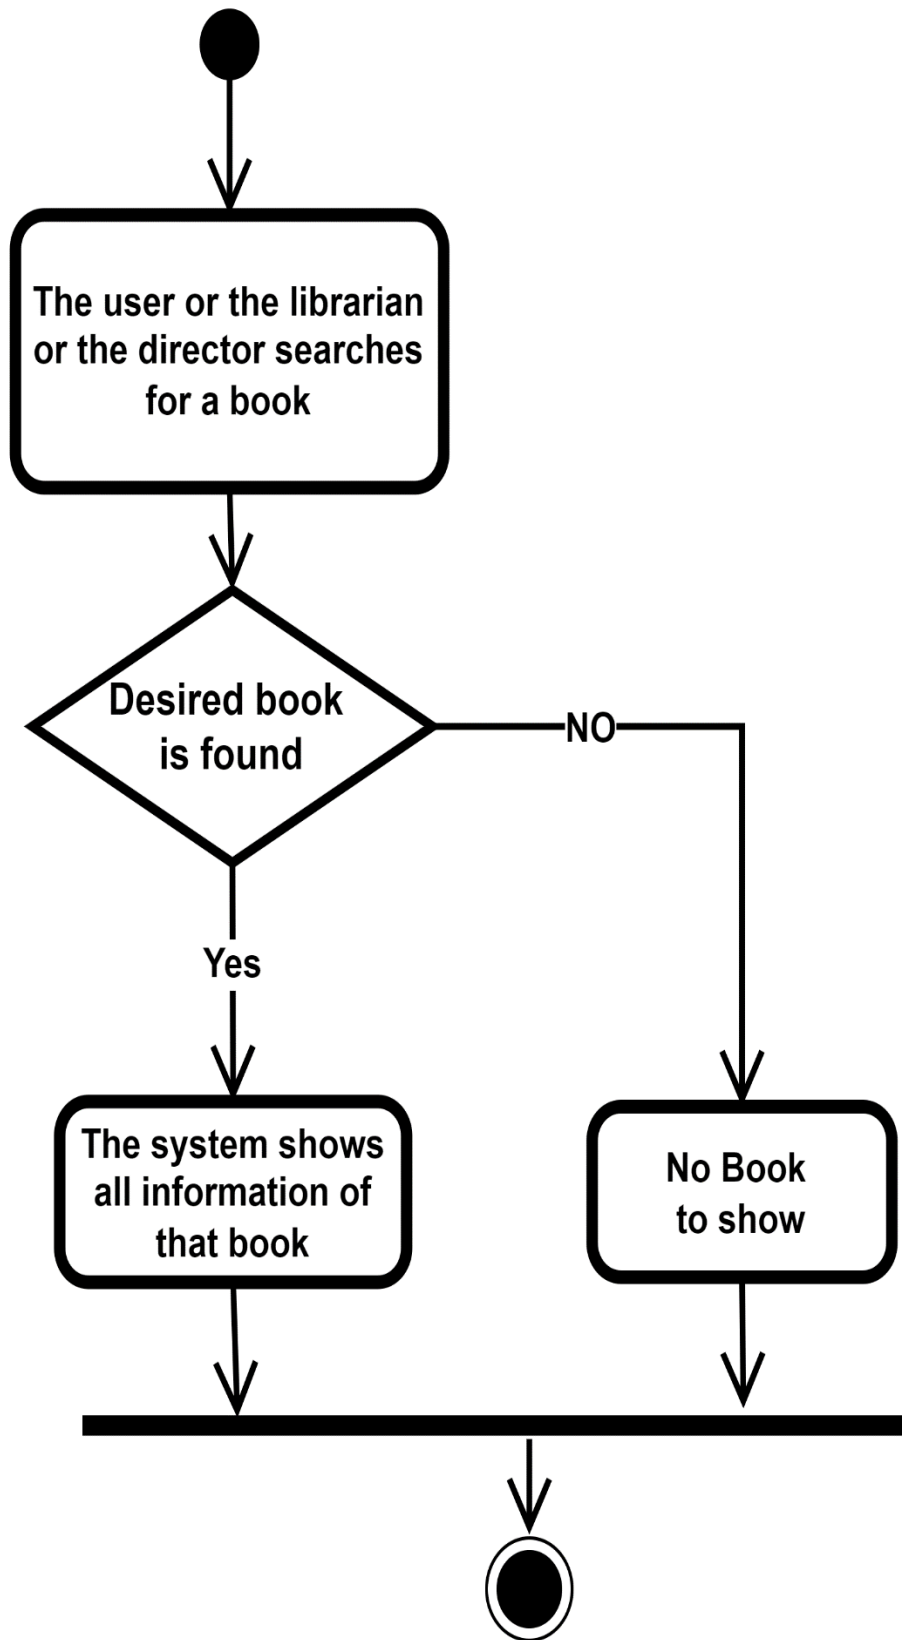 The user or the librarian
or the director searches
for a book
Desired book
is found
NO
Yes
The system shows
all information of
that book
No Book
to show